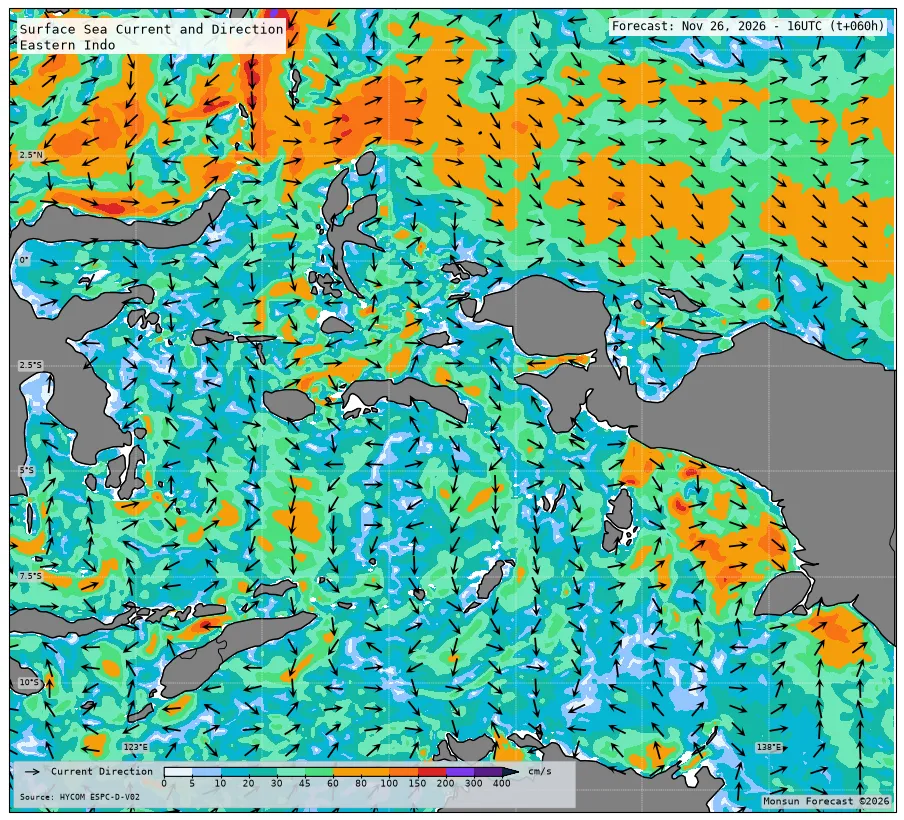 Surface Sea Current and Direction
Eastern Indo
Forecast: Nov 26, 2026 - 16UTC (t+060h)
2.5°N
0°
2.5°S
5°S
7.5°S
10°S
123°E
138°E
Current Direction
0 5 10 20 30 45 60 80 100 150 200 300 400
cm/s
Source: HYCOM ESPC-D-V02
Monsun Forecast ©2026